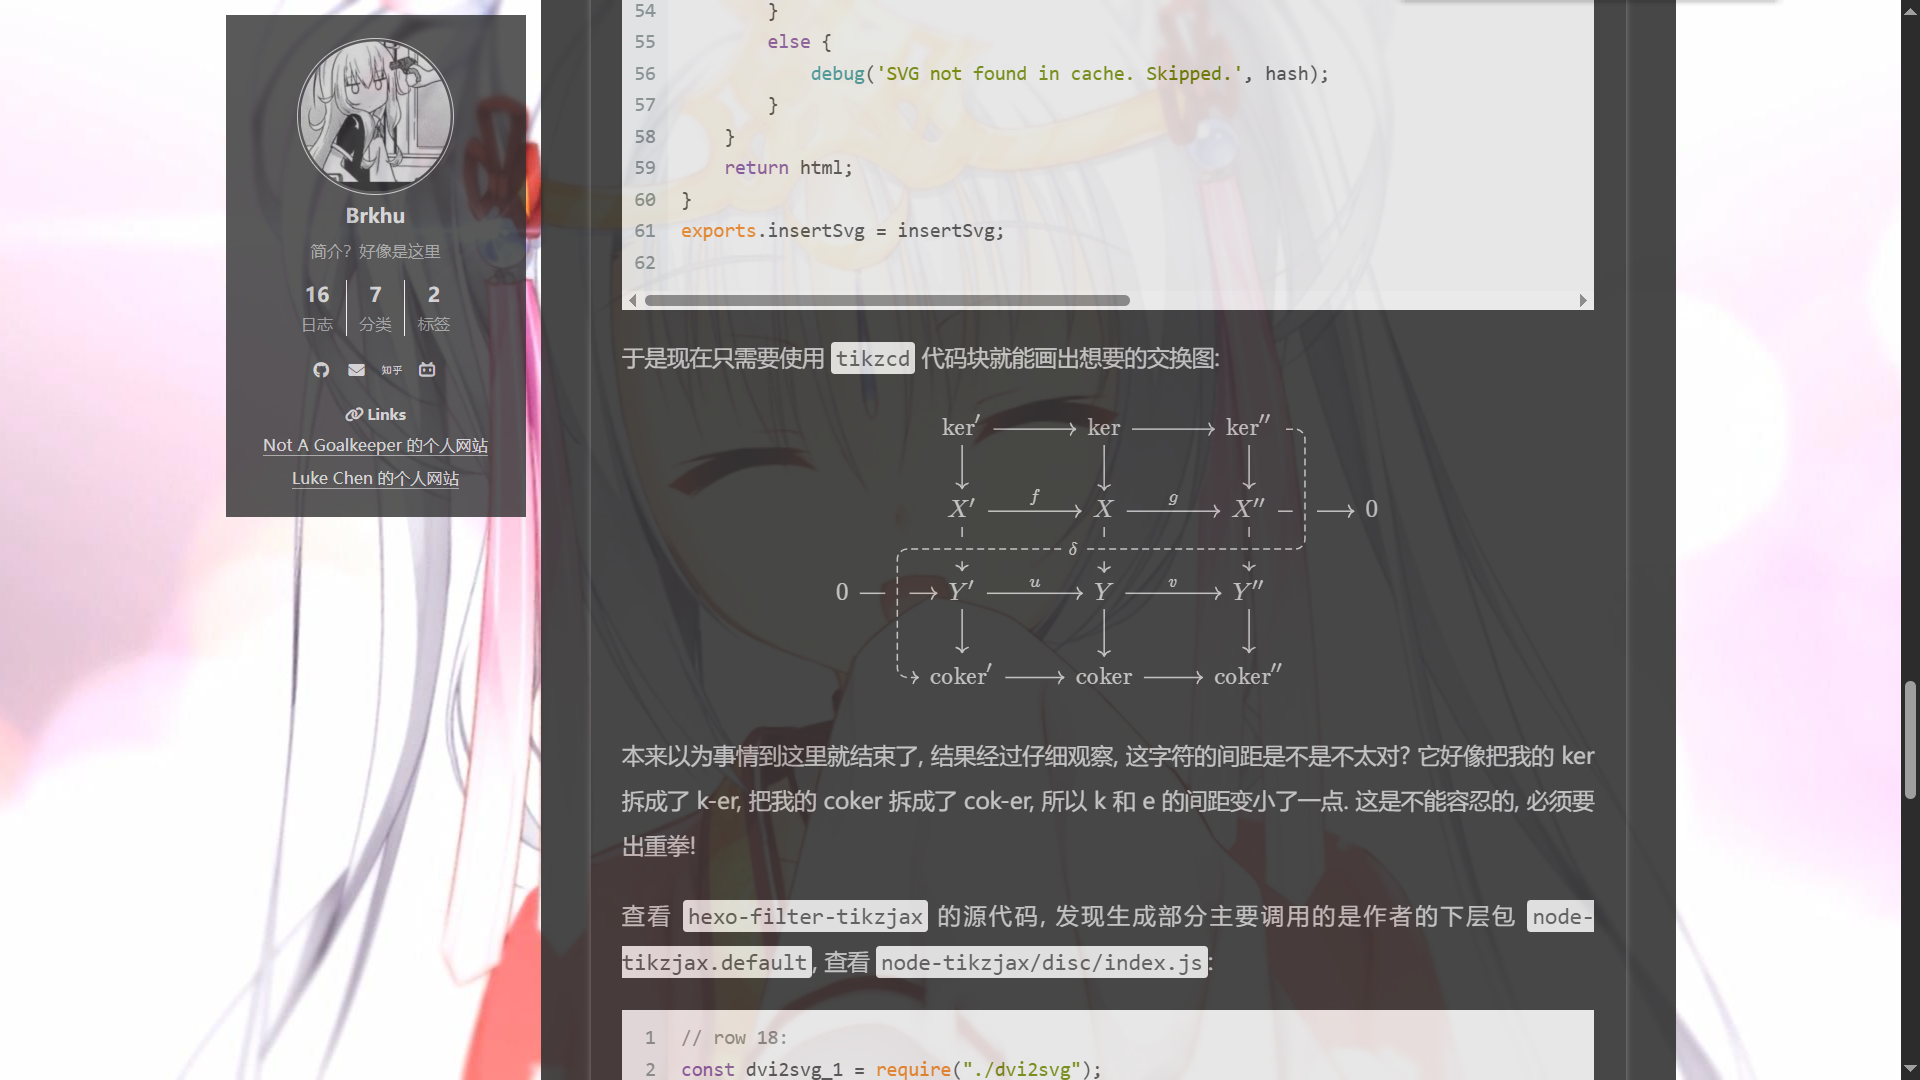 Brkhu
简介？好像是这里
16 7 2
日志 分类 标签
知乎
Links
Not A Goalkeeper 的个人网站
Luke Chen 的个人网站
54 }
55 else {
56 debug('SVG not found in cache. Skipped.', hash);
57 }
58 }
59 return html;
60 }
61 exports.insertSvg = insertSvg;
62
于是现在只需要使用 tikzcd 代码块就能画出想要的交换图:
ker′ ker ker″
f g
X′ X X″ 0
δ
u v
0 Y′ Y Y″
coker′ coker coker″
本来以为事情到这里就结束了, 结果经过仔细观察, 这字符的间距是不是不太对? 它好像把我的 ker
拆成了 k-er, 把我的 coker 拆成了 cok-er, 所以 k 和 e 的间距变小了一点. 这是不能容忍的, 必须要
出重拳!
查看 hexo-filter-tikzjax 的源代码, 发现生成部分主要调用的是作者的下层包 node-
tikzjax.default, 查看 node-tikzjax/disc/index.js:
1 // row 18:
2 const dvi2svg_1 = require("./dvi2svg");